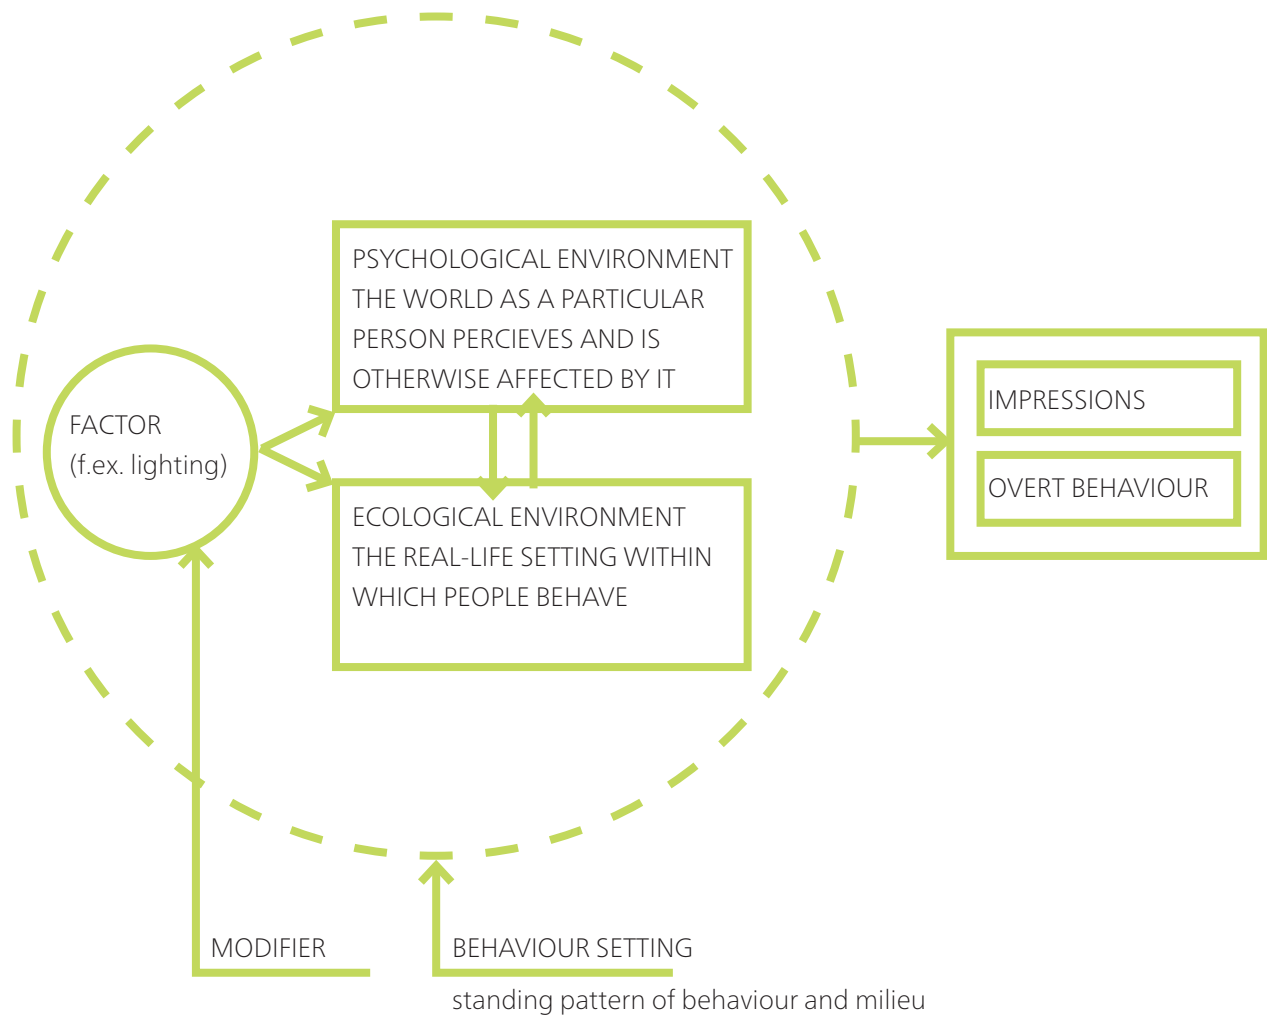 PSYCHOLOGICAL ENVIRONMENT
THE WORLD AS A PARTICULAR
PERSON PERCIEVES AND IS
OTHERWISE AFFECTED BY IT
FACTOR
(f.ex. lighting)
ECOLOGICAL ENVIRONMENT
THE REAL-LIFE SETTING WITHIN
WHICH PEOPLE BEHAVE
IMPRESSIONS
OVERT BEHAVIOUR
MODIFIER
BEHAVIOUR SETTING
standing pattern of behaviour and milieu